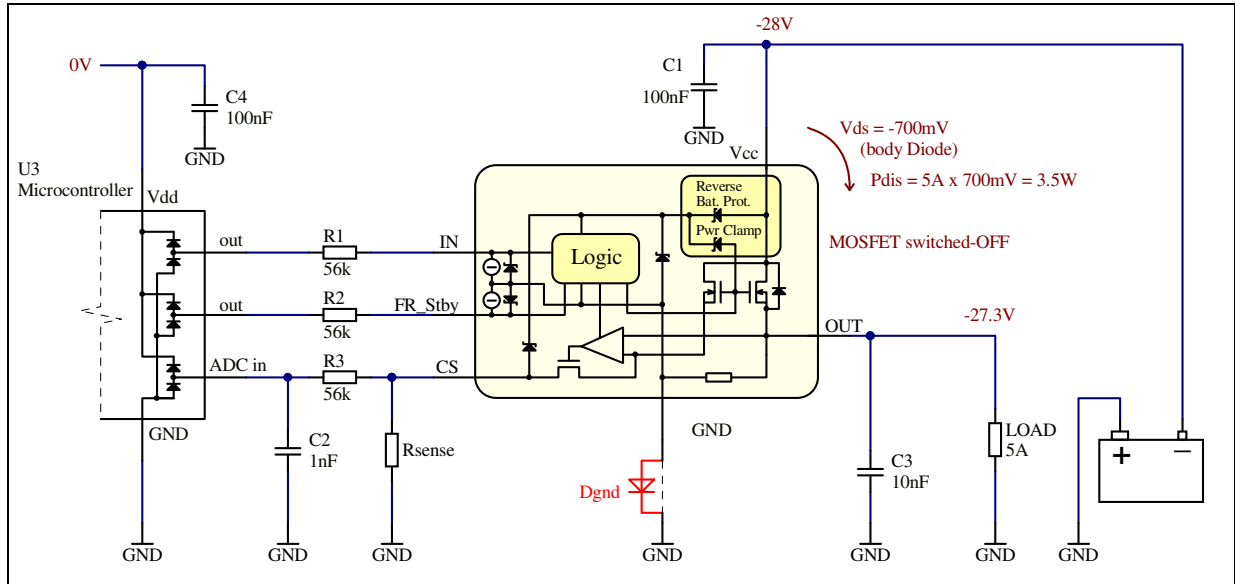 -28V
0V
C1
100nF
GND
C4
100nF
GND
Vds = -700mV
(body Diode)
Pdis = 5A x 700mV = 3.5W
U3
Microcontroller
Vdd
Vcc
Reverse
Bat. Prot.
Pwr Clamp
MOSFET switched-OFF
out
R1
56k
IN
Logic
out
R2
56k
FR_Stby
OUT
-27.3V
ADC in
R3
56k
CS
GND
C2
1nF
Rsense
GND
Dgnd
C3
10nF
LOAD
5A
+
−
GND
GND
GND
GND
GND
GND
GND